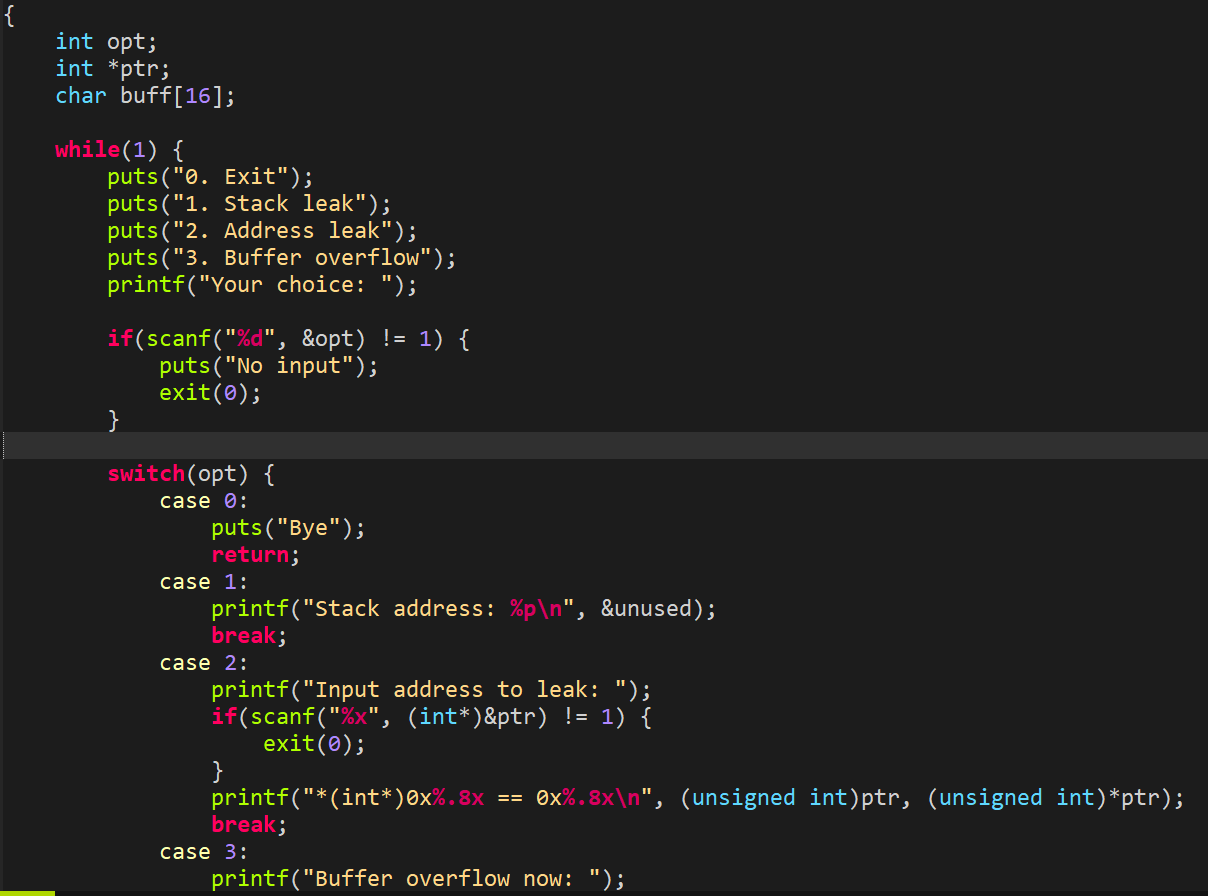 {
    int opt;
    int *ptr;
    char buff[16];

    while(1) {
        puts("0. Exit");
        puts("1. Stack leak");
        puts("2. Address leak");
        puts("3. Buffer overflow");
        printf("Your choice: ");

        if(scanf("%d", &opt) != 1) {
            puts("No input");
            exit(0);
        }

        switch(opt) {
            case 0:
                puts("Bye");
                return;
            case 1:
                printf("Stack address: %p\n", &unused);
                break;
            case 2:
                printf("Input address to leak: ");
                if(scanf("%x", (int*)&ptr) != 1) {
                    exit(0);
                }
                printf("*(int*)0x%.8x == 0x%.8x\n", (unsigned int)ptr, (unsigned int)*ptr);
                break;
            case 3:
                printf("Buffer overflow now: ");